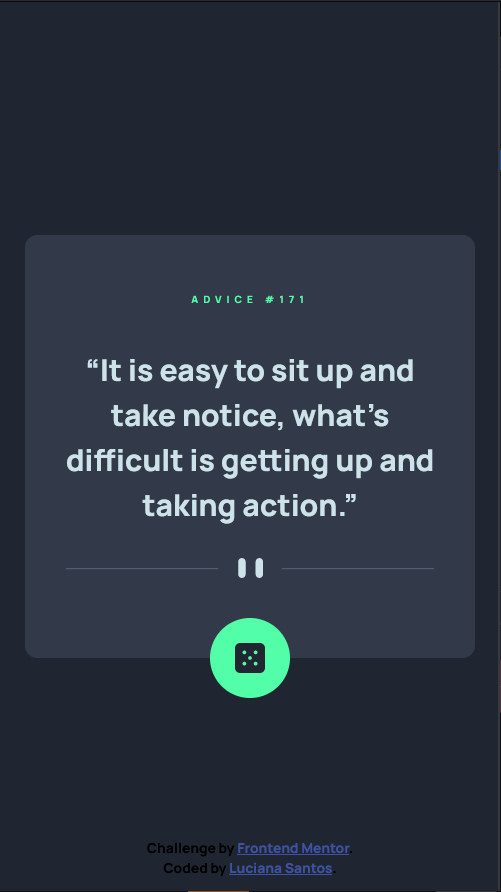 ADVICE #171
“It is easy to sit up and
take notice, what’s
difficult is getting up and
taking action.”
Challenge by Frontend Mentor.
Coded by Luciana Santos.